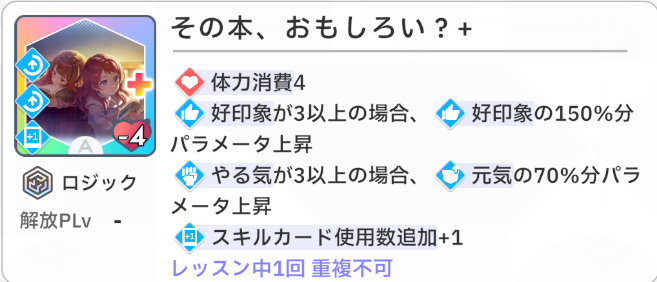 その本、おもしろい？+
体力消費4
好印象が3以上の場合、 好印象の150%分
パラメータ上昇
やる気が3以上の場合、 元気の70%分パラ
メータ上昇
+1 スキルカード使用数追加+1
レッスン中1回 重複不可
+1
A
-4
ロジック
解放PLv -